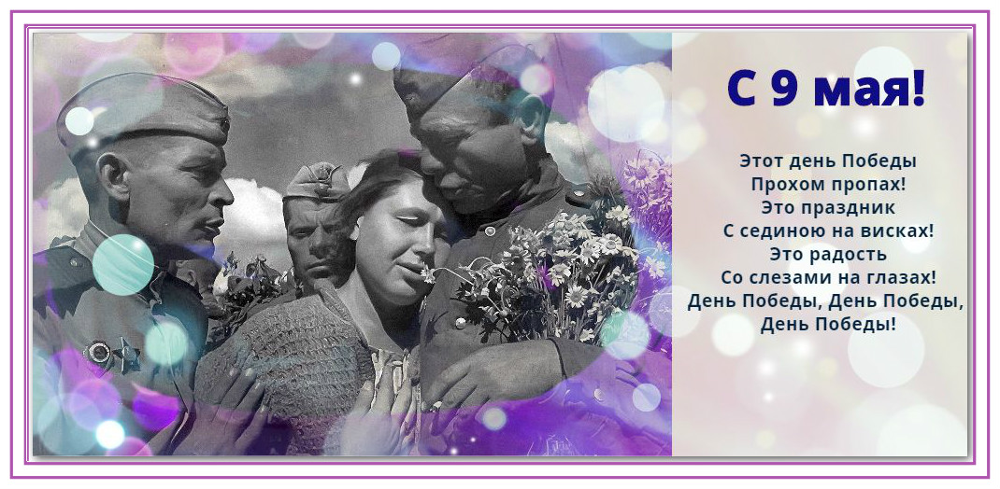 С 9 мая!
Этот день Победы
Прохом пропах!
Это праздник
С сединою на висках!
Это радость
Со слезами на глазах!
День Победы, День Победы,
День Победы!